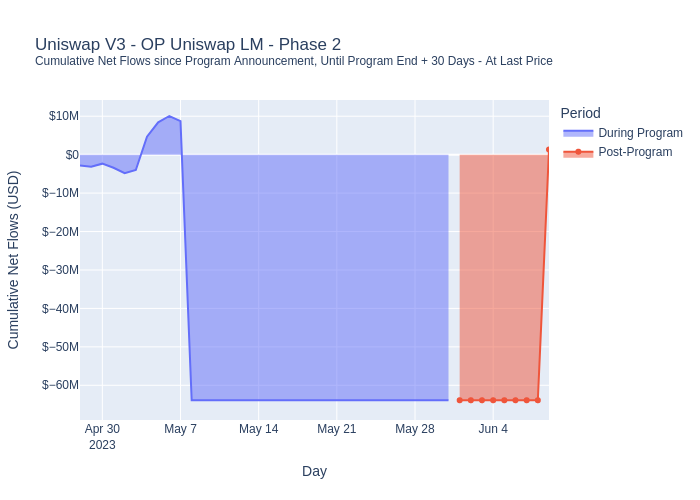 Uniswap V3 - OP Uniswap LM - Phase 2
Cumulative Net Flows since Program Announcement, Until Program End + 30 Days - At Last Price
Period
During Program
Post-Program
Cumulative Net Flows (USD)
$10M
$0
$−10M
$−20M
$−30M
$−40M
$−50M
$−60M
Apr 30
2023
May 7
May 14
May 21
May 28
Jun 4
Day